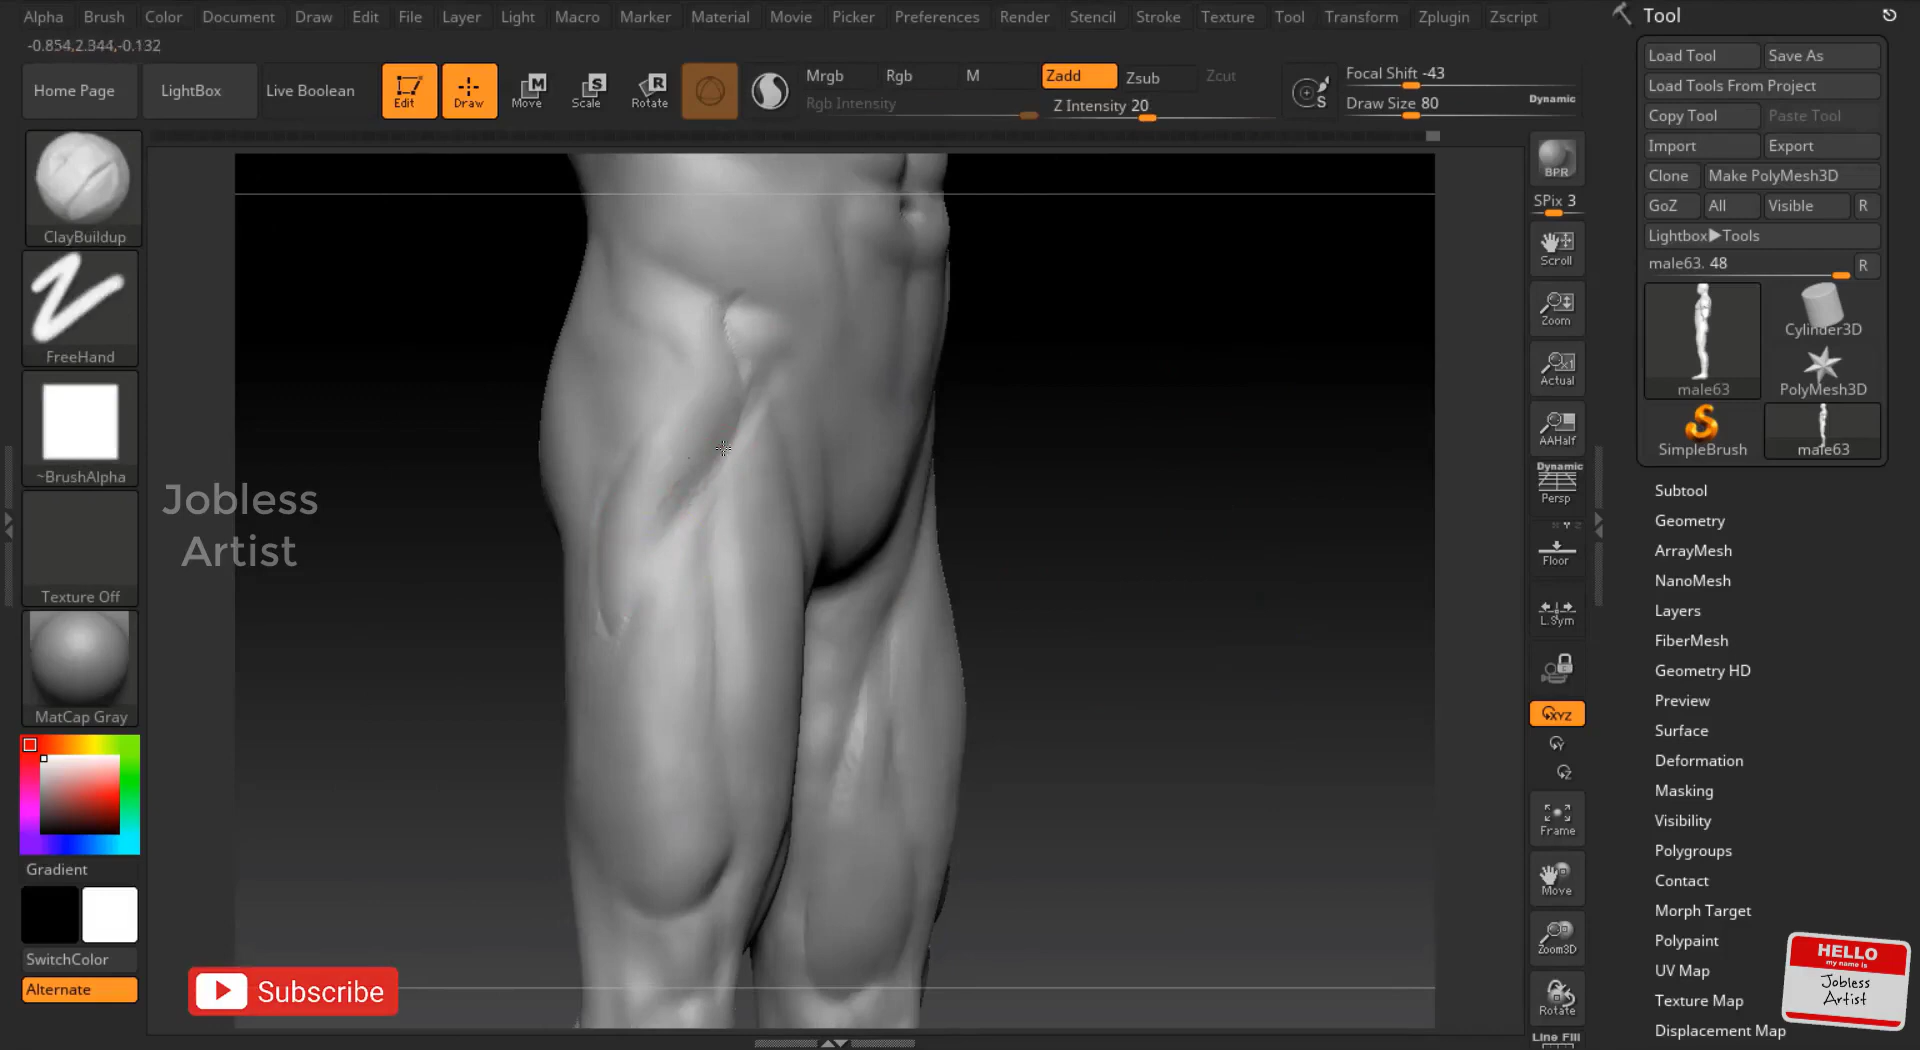 Alpha Brush Color Document Draw Edit File Layer Light Macro Marker Material Movie Picker Preferences Render Stencil Stroke Texture Tool Transform Zplugin Zscript
-0.854,2.344,-0.132
Home Page LightBox Live Boolean Edit Draw Move Scale Rotate
Mrgb Rgb M Zadd Zsub Zcut
Rgb Intensity Z Intensity 20
S
Focal Shift -43
Draw Size 80 Dynamic
ClayBuildup
FreeHand
~BrushAlpha
Texture Off
MatCap Gray
Gradient
SwitchColor
Alternate
Jobless
Artist
Subscribe
BPR
SPix 3
Scroll
Zoom
Actual
AAHalf
Dynamic
Persp
Floor
L.Sym
XYZ
Y
Z
Frame
Move
Zoom3D
Rotate
Line Fill
Tool
Load Tool Save As
Load Tools From Project
Copy Tool Paste Tool
Import Export
Clone Make PolyMesh3D
GoZ All Visible R
Lightbox▶Tools
male63. 48 R
male63
Cylinder3D
PolyMesh3D
SimpleBrush
male63
Subtool
Geometry
ArrayMesh
NanoMesh
Layers
FiberMesh
Geometry HD
Preview
Surface
Deformation
Masking
Visibility
Polygroups
Contact
Morph Target
Polypaint
UV Map
Texture Map
Displacement Map
HELLO
my name is
Jobless
Artist